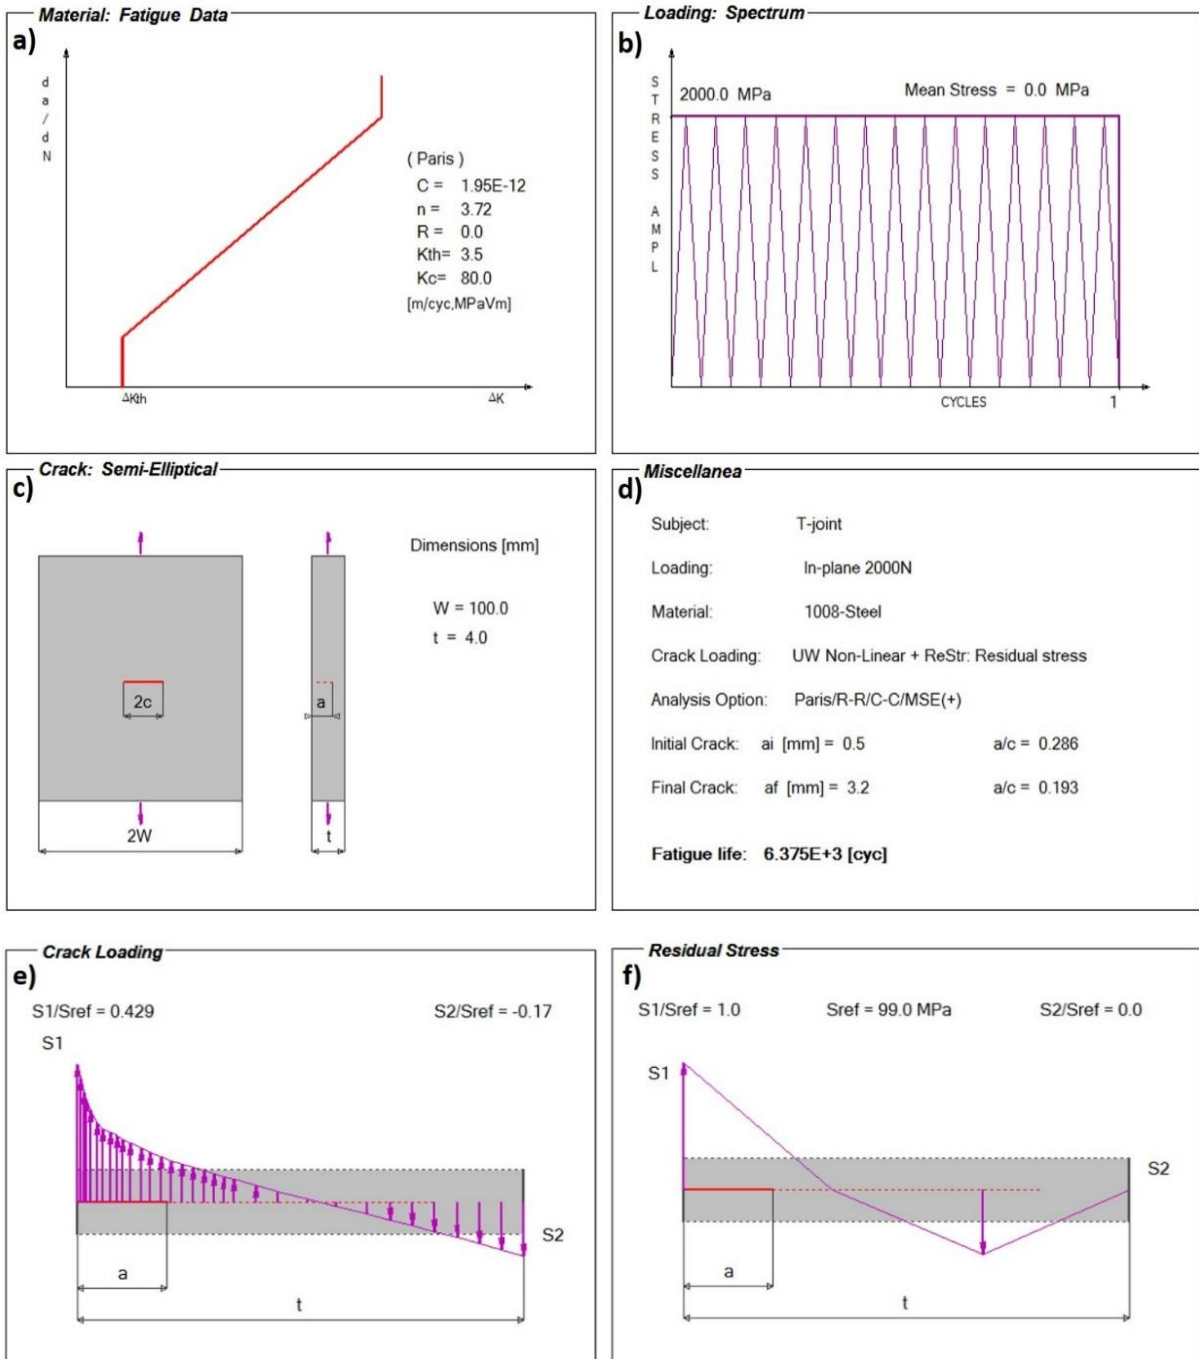 Material: Fatigue Data
a)
da/dN
( Paris )
C = 1.95E-12
n = 3.72
R = 0.0
Kth= 3.5
Kc= 80.0
[m/cyc,MPaVm]
ΔKth
ΔK
Loading: Spectrum
b)
STRESS AMPL
2000.0 MPa
Mean Stress = 0.0 MPa
CYCLES
1
Crack: Semi-Elliptical
c)
Dimensions [mm]
W = 100.0
t = 4.0
2c
a
2W
t
Miscellanea
d)
Subject: T-joint
Loading: In-plane 2000N
Material: 1008-Steel
Crack Loading: UW Non-Linear + ReStr: Residual stress
Analysis Option: Paris/R-R/C-C/MSE(+)
Initial Crack: ai [mm] = 0.5 a/c = 0.286
Final Crack: af [mm] = 3.2 a/c = 0.193
Fatigue life: 6.375E+3 [cyc]
Crack Loading
e)
S1/Sref = 0.429 S2/Sref = -0.17
S1
S2
a
t
Residual Stress
f)
S1/Sref = 1.0 Sref = 99.0 MPa S2/Sref = 0.0
S1
S2
a
t